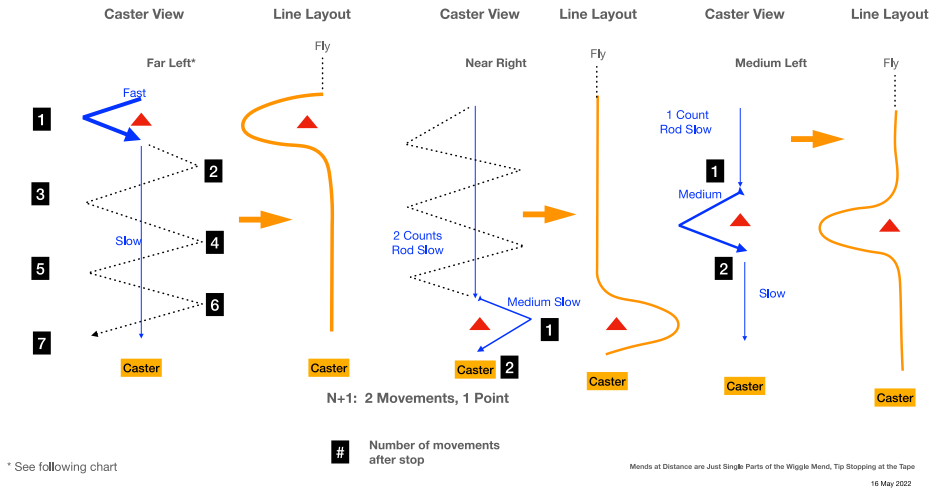 Caster View
Line Layout
Caster View
Line Layout
Caster View
Line Layout
Far Left*
Fly
Near Right
Fly
Medium Left
Fly
Fast
1
2
3
4
Slow
5
6
7
Caster
Caster
2 Counts
Rod Slow
Medium Slow
1
Caster
2
Caster
1 Count
Rod Slow
1
Medium
2
Slow
Caster
Caster
N+1: 2 Movements, 1 Point
#
Number of movements
after stop
* See following chart
Mends at Distance are Just Single Parts of the Wiggle Mend, Tip Stopping at the Tape
16 May 2022